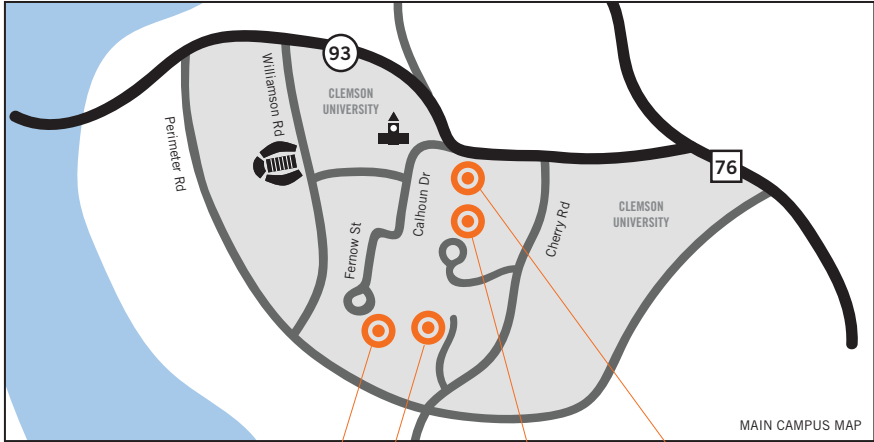 93
Williamson Rd
CLEMSON
UNIVERSITY
Perimeter Rd
76
Calhoun Dr
Cherry Rd
CLEMSON
UNIVERSITY
Fernow St
MAIN CAMPUS MAP